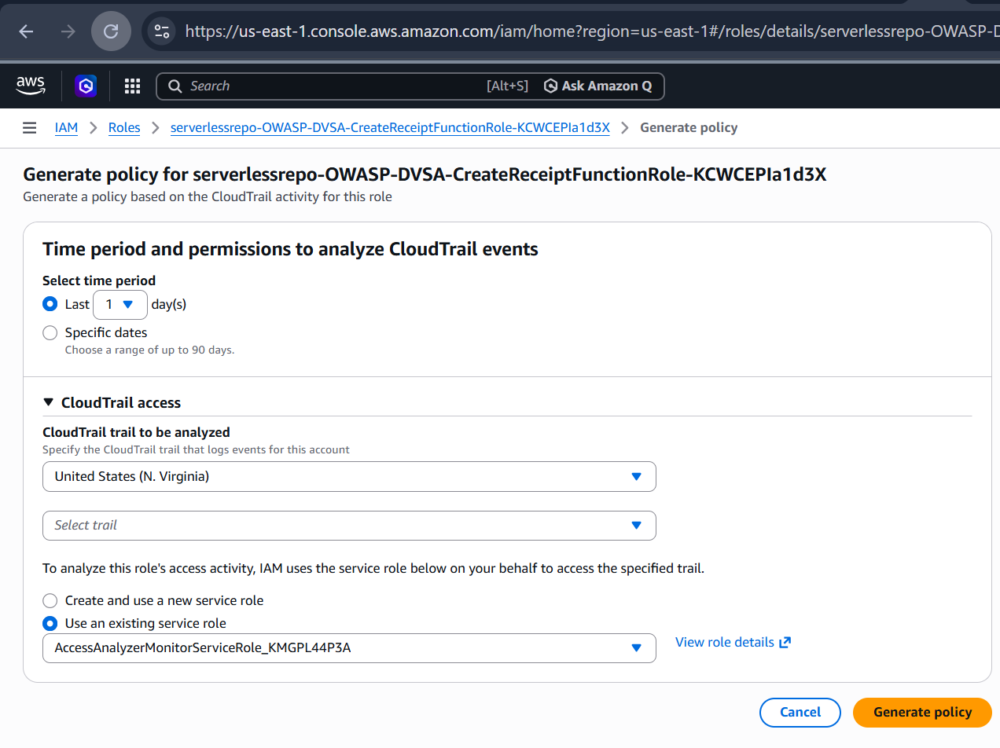 https://us-east-1.console.aws.amazon.com/iam/home?region=us-east-1#/roles/details/serverlessrepo-OWASP-D
aws
Search [Alt+S] Ask Amazon Q
IAM > Roles > serverlessrepo-OWASP-DVSA-CreateReceiptFunctionRole-KCWCEPIa1d3X > Generate policy
Generate policy for serverlessrepo-OWASP-DVSA-CreateReceiptFunctionRole-KCWCEPIa1d3X
Generate a policy based on the CloudTrail activity for this role
Time period and permissions to analyze CloudTrail events
Select time period
Last 1 day(s)
Specific dates
Choose a range of up to 90 days.
CloudTrail access
CloudTrail trail to be analyzed
Specify the CloudTrail trail that logs events for this account
United States (N. Virginia)
Select trail
To analyze this role's access activity, IAM uses the service role below on your behalf to access the specified trail.
Create and use a new service role
Use an existing service role
AccessAnalyzerMonitorServiceRole_KMGPL44P3A
View role details
Cancel
Generate policy